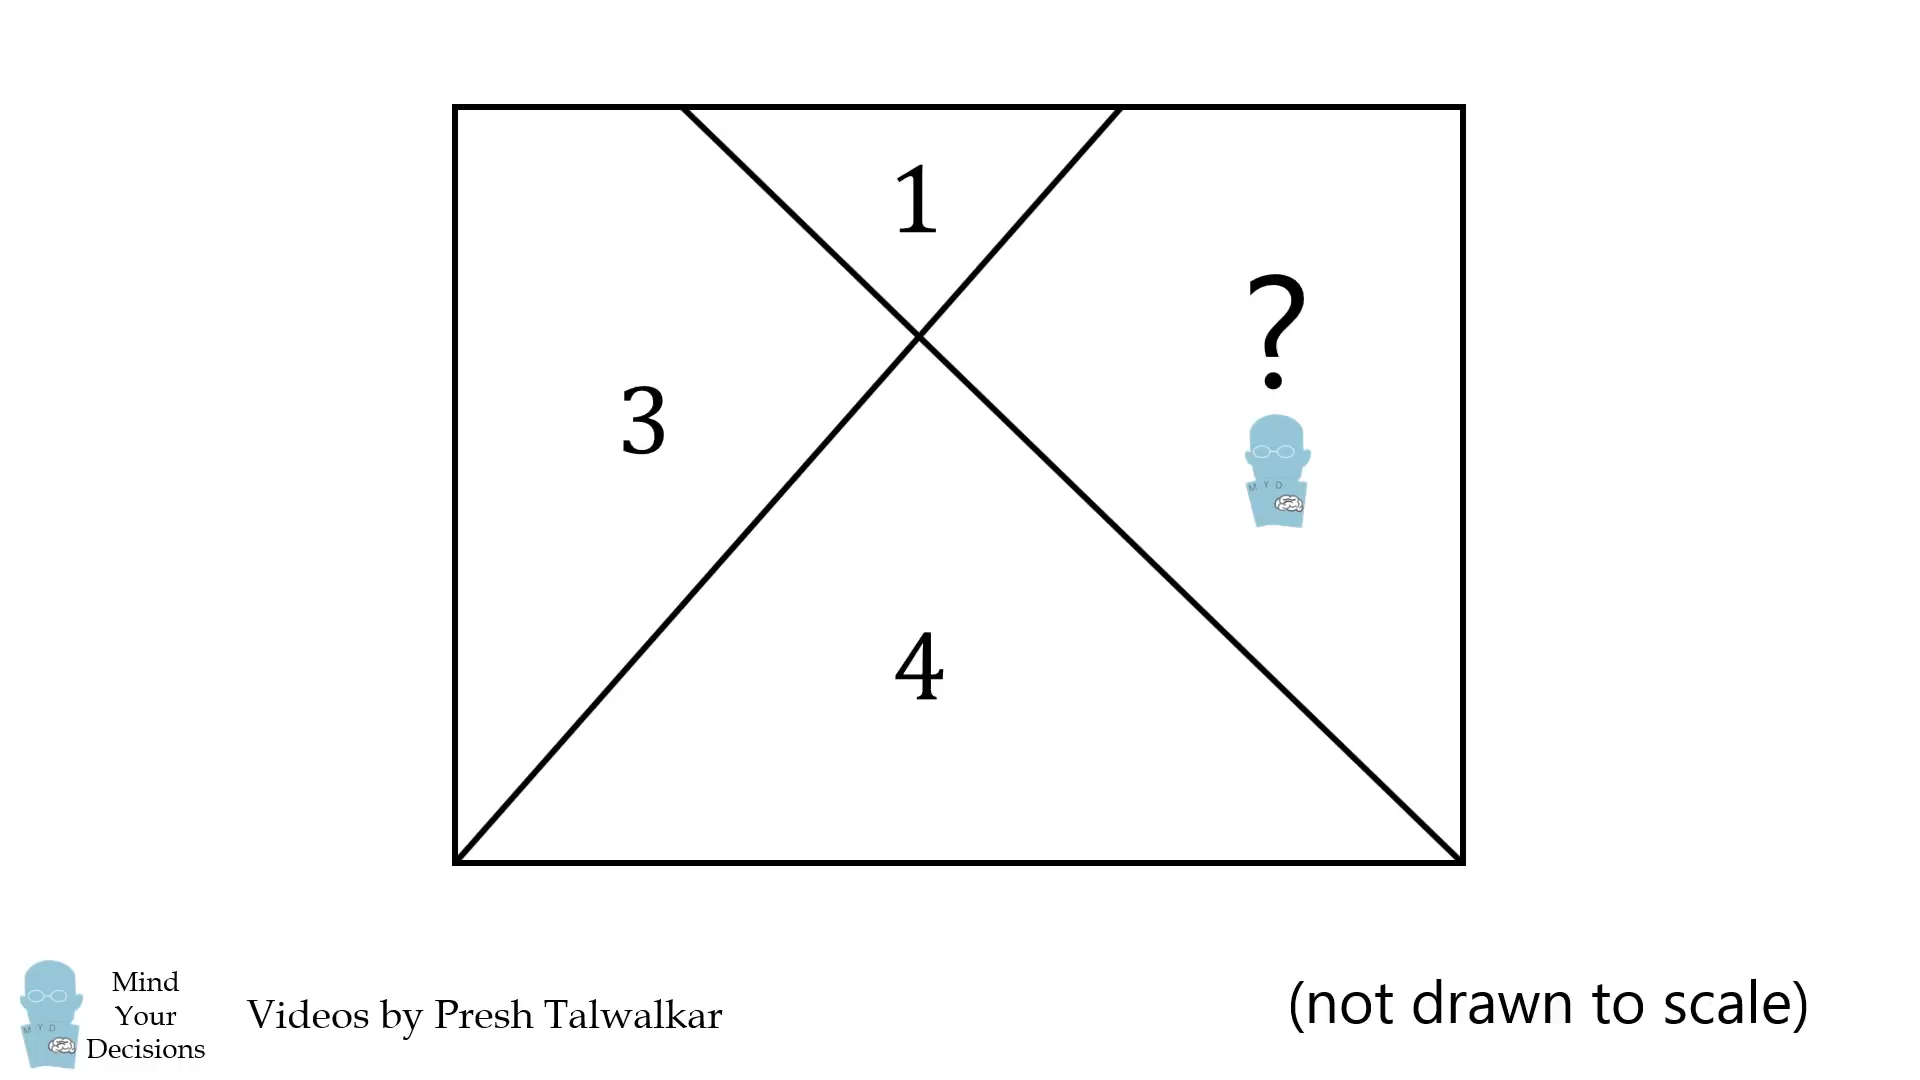 1
?
M Y D
3
4
Mind
Your
Decisions
M Y D
Videos by Presh Talwalkar
(not drawn to scale)